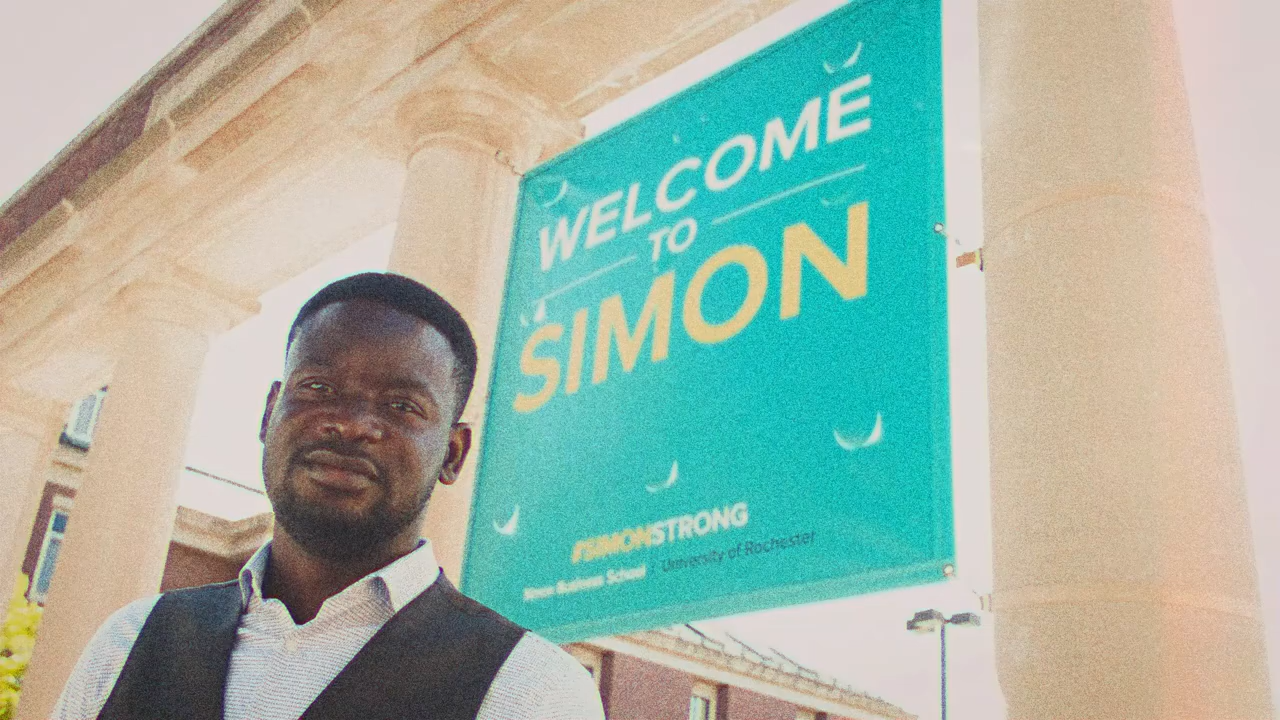 WELCOME
TO
SIMON
#SIMONSTRONG
Simon Business School University of Rochester